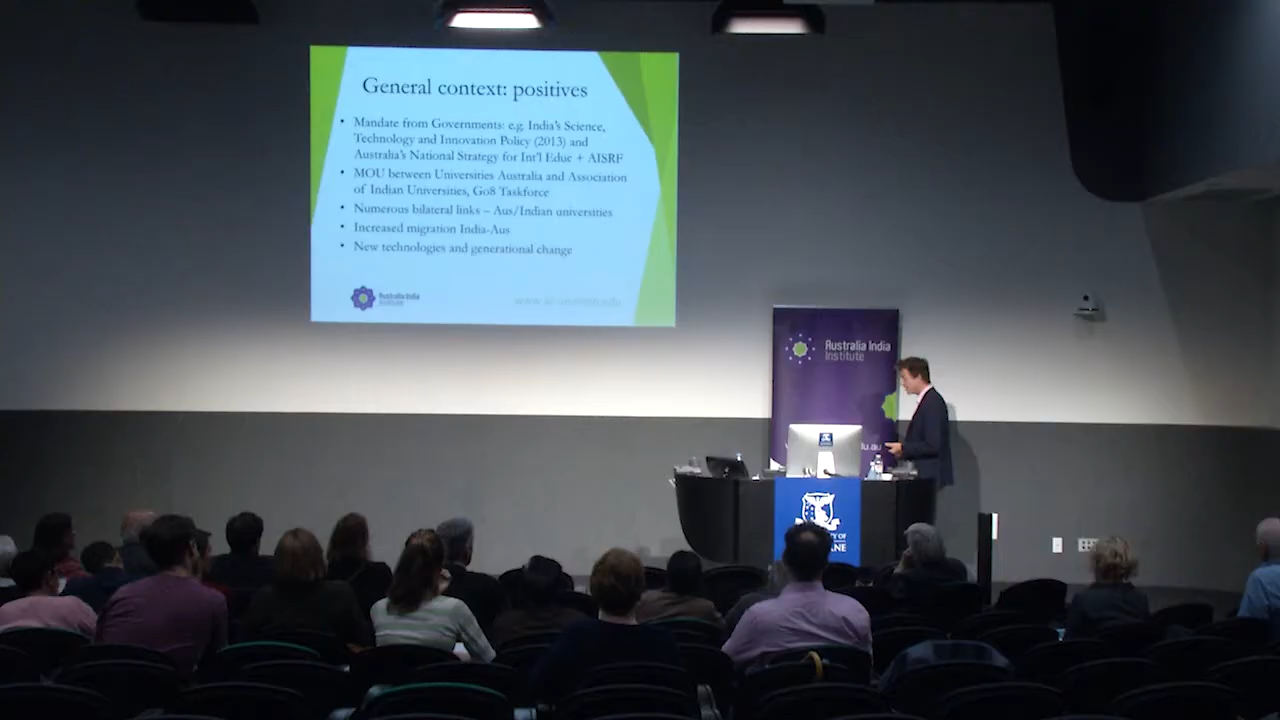 General context: positives
• Mandate from Governments: e.g. India's Science,
Technology and Innovation Policy (2013) and
Australia's National Strategy for Int'l Educ + AISRF
• MOU between Universities Australia and Association
of Indian Universities, Go8 Taskforce
• Numerous bilateral links – Aus/Indian universities
• Increased migration India-Aus
• New technologies and generational change
Australia India
Australia India
Institute